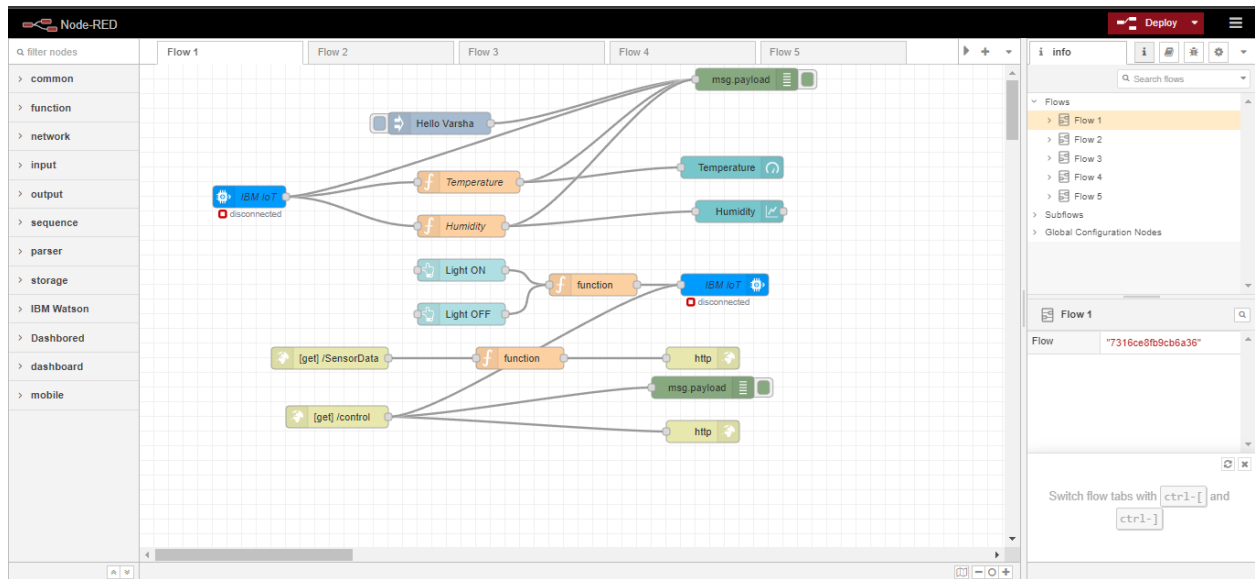 Node-RED
Deploy
filter nodes
common
function
network
input
output
sequence
parser
storage
IBM Watson
Dashbored
dashboard
mobile
Flow 1
Flow 2
Flow 3
Flow 4
Flow 5
msg.payload
Hello Varsha
Temperature
Temperature
IBM IoT
disconnected
Humidity
Humidity
Light ON
function
IBM IoT
disconnected
Light OFF
[get] /SensorData
function
http
msg.payload
[get] /control
http
i info
i
Search flows
Flows
Flow 1
Flow 2
Flow 3
Flow 4
Flow 5
Subflows
Global Configuration Nodes
Flow 1
Flow "7316ce8fb9cb6a36"
Switch flow tabs with ctrl-[ and
ctrl-]